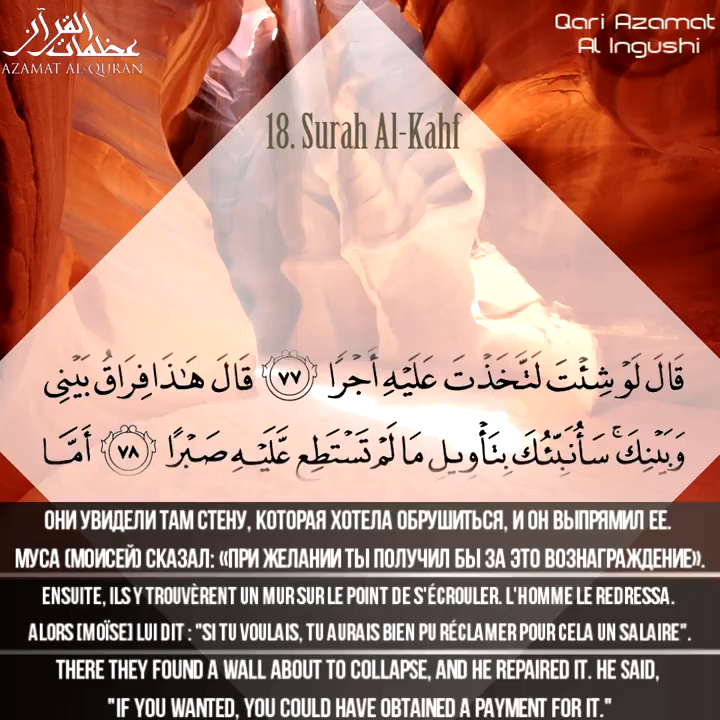 عظمات القرآن
AZAMAT AL-QURAN
Qari Azamat
Al Ingushi
18. Surah Al-Kahf
قَالَ لَوْ شِئْتَ لَتَّخَذْتَ عَلَيْهِ أَجْرًا ٧٧ قَالَ هَٰذَا فِرَاقُ بَيْنِي
وَبَيْنِكَ ۚ سَأُنَبِّئُكَ بِتَأْوِيلِ مَا لَمْ تَسْتَطِع عَّلَيْهِ صَبْرًا ٧٨ أَمَّا
ОНИ УВИДЕЛИ ТАМ СТЕНУ, КОТОРАЯ ХОТЕЛА ОБРУШИТЬСЯ, И ОН ВЫПРЯМИЛ ЕЕ.
МУСА (МОИСЕЙ) СКАЗАЛ: «ПРИ ЖЕЛАНИИ ТЫ ПОЛУЧИЛ БЫ ЗА ЭТО ВОЗНАГРАЖДЕНИЕ».
ENSUITE, ILS Y TROUVÈRENT UN MUR SUR LE POINT DE S'ÉCROULER. L'HOMME LE REDRESSA.
ALORS [MOÏSE] LUI DIT : "SI TU VOULAIS, TU AURAIS BIEN PU RÉCLAMER POUR CELA UN SALAIRE".
THERE THEY FOUND A WALL ABOUT TO COLLAPSE, AND HE REPAIRED IT. HE SAID,
"IF YOU WANTED, YOU COULD HAVE OBTAINED A PAYMENT FOR IT."